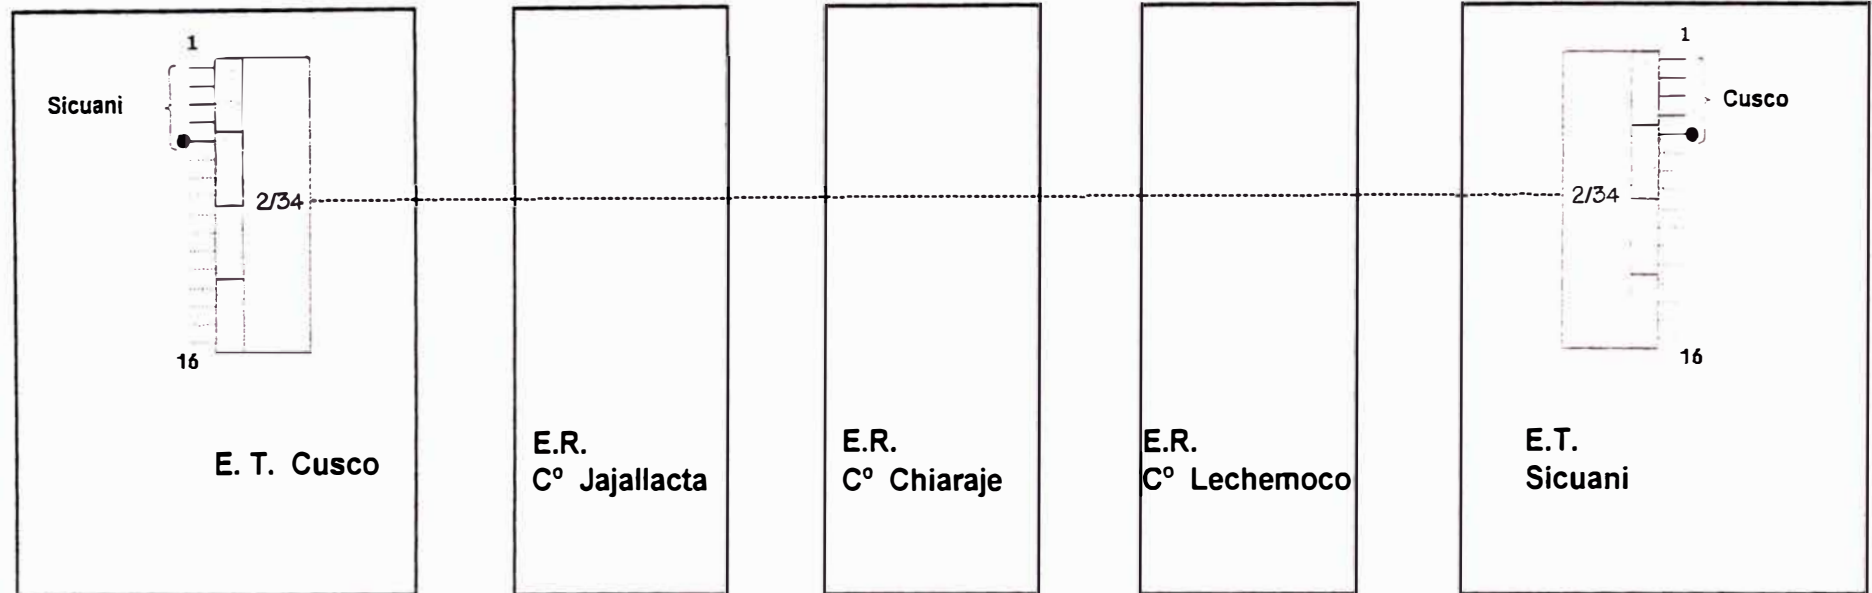 1
Sicuani
2/34
16
E. T. Cusco
E.R.
Cº Jajallacta
E.R.
Cº Chiaraje
E.R.
Cº Lechemoco
1
Cusco
2/34
16
E.T.
Sicuani